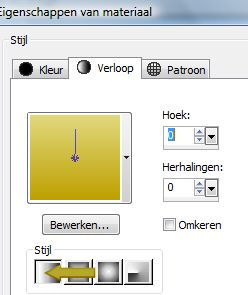 Eigenschappen van materiaal
Stijl
Kleur
Verloop
Patroon
Hoek:
0
Herhalingen:
0
Bewerken...
Omkeren
Stijl